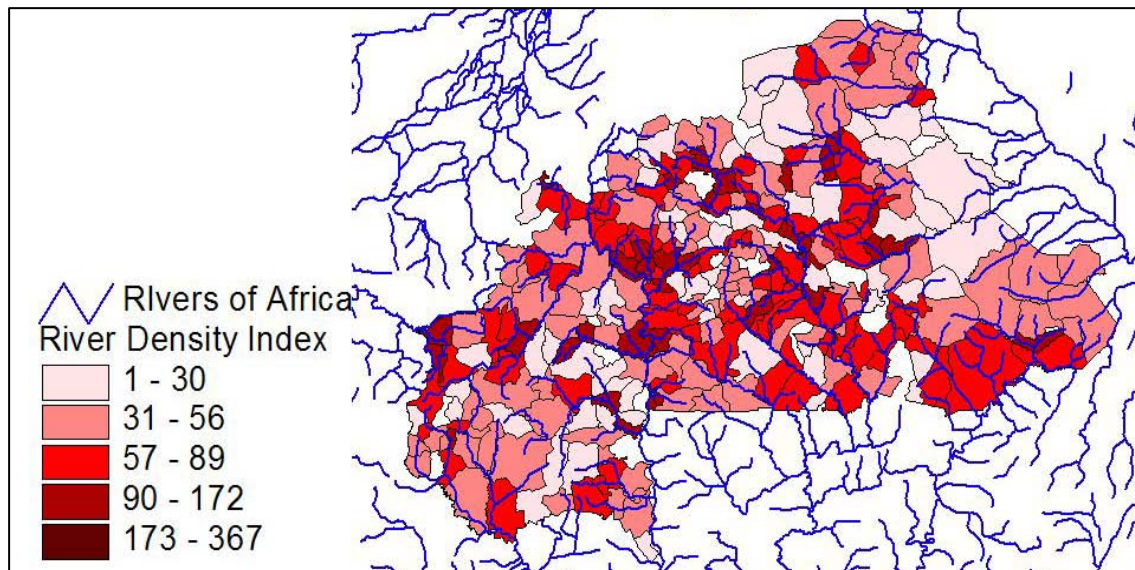 RIvers of Africa
River Density Index
1 - 30
31 - 56
57 - 89
90 - 172
173 - 367